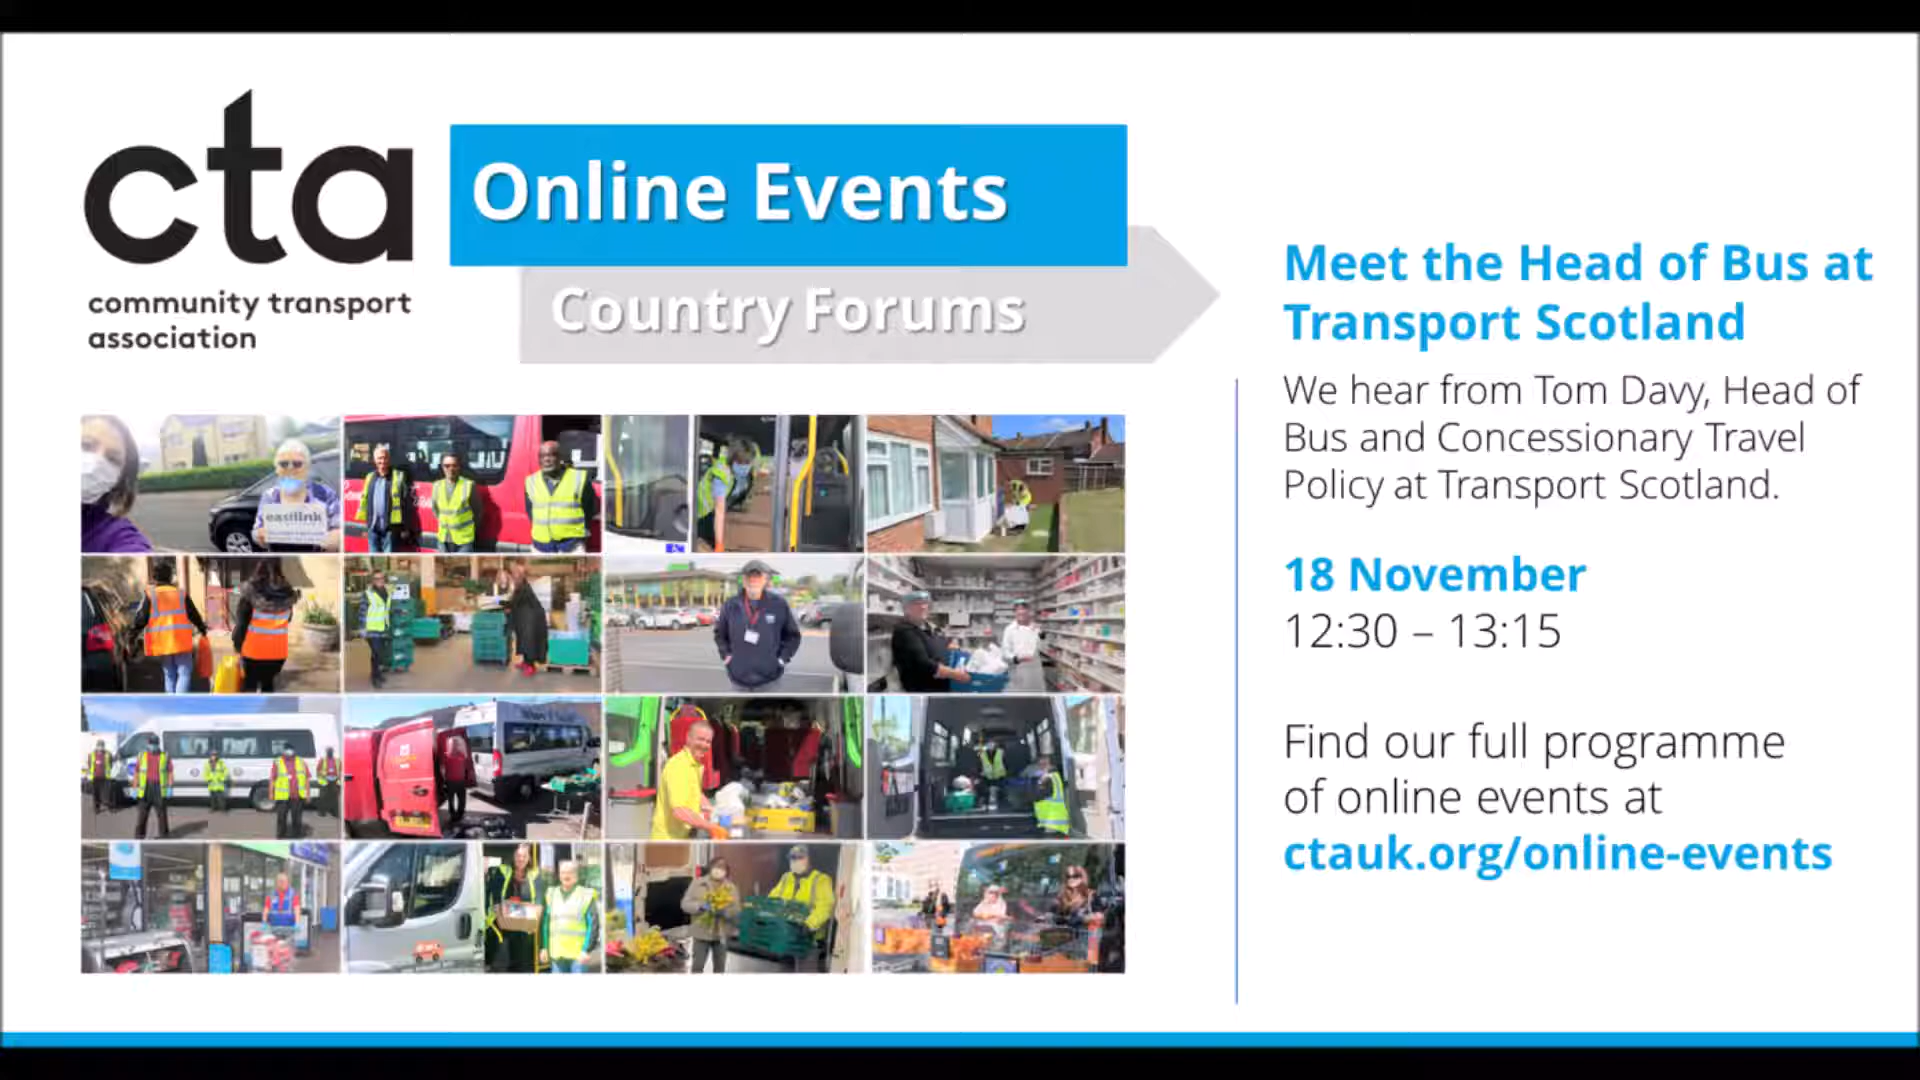 cta
community transport
association
Online Events
Country Forums
eastlink
Meet the Head of Bus at
Transport Scotland
We hear from Tom Davy, Head of
Bus and Concessionary Travel
Policy at Transport Scotland.
18 November
12:30 – 13:15
Find our full programme
of online events at
ctauk.org/online-events